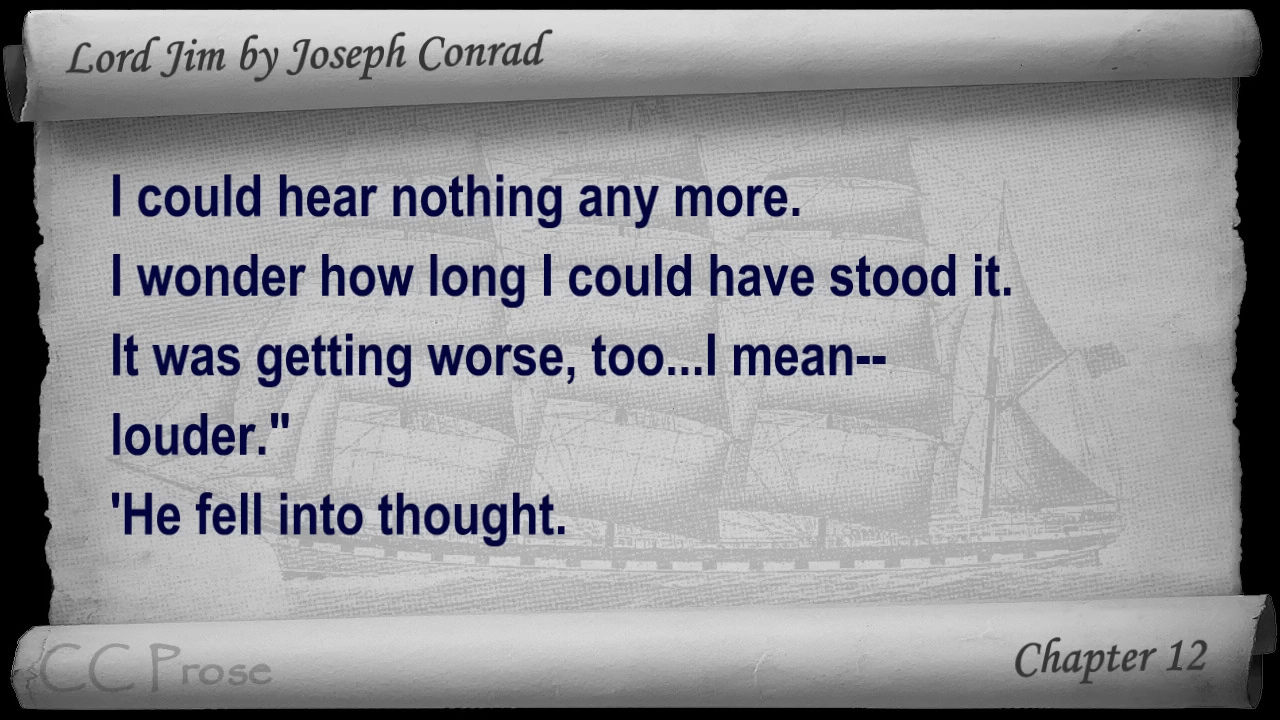 Lord Jim by Joseph Conrad
I could hear nothing any more.
I wonder how long I could have stood it.
It was getting worse, too...I mean--
louder."
'He fell into thought.
CC Prose
Chapter 12